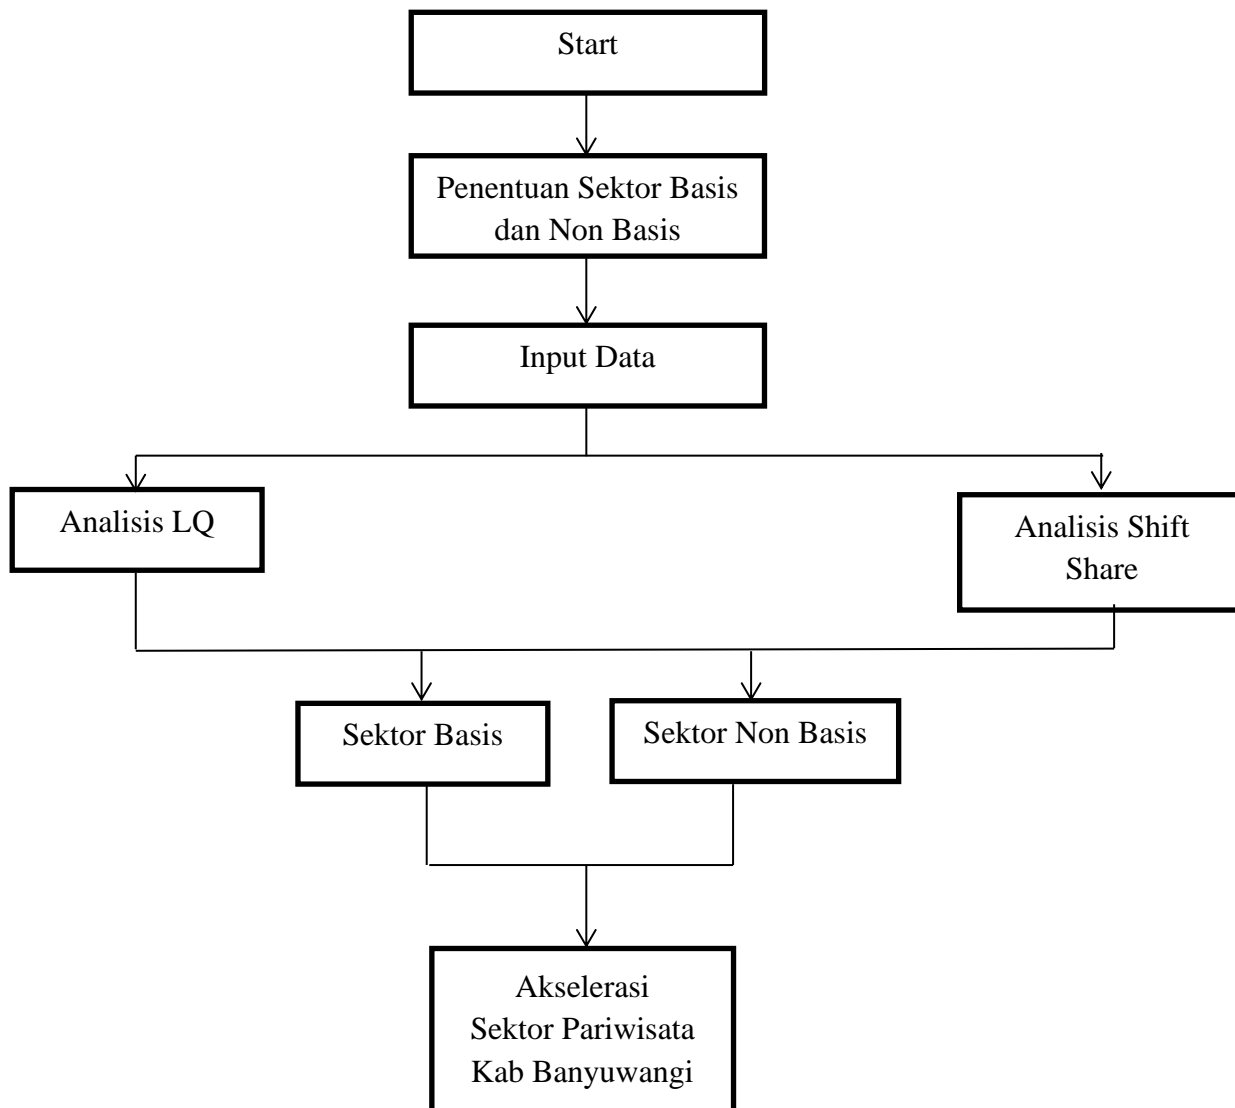 Start
Penentuan Sektor Basis
dan Non Basis
Input Data
Analisis LQ
Analisis Shift
Share
Sektor Basis
Sektor Non Basis
Akselerasi
Sektor Pariwisata
Kab Banyuwangi